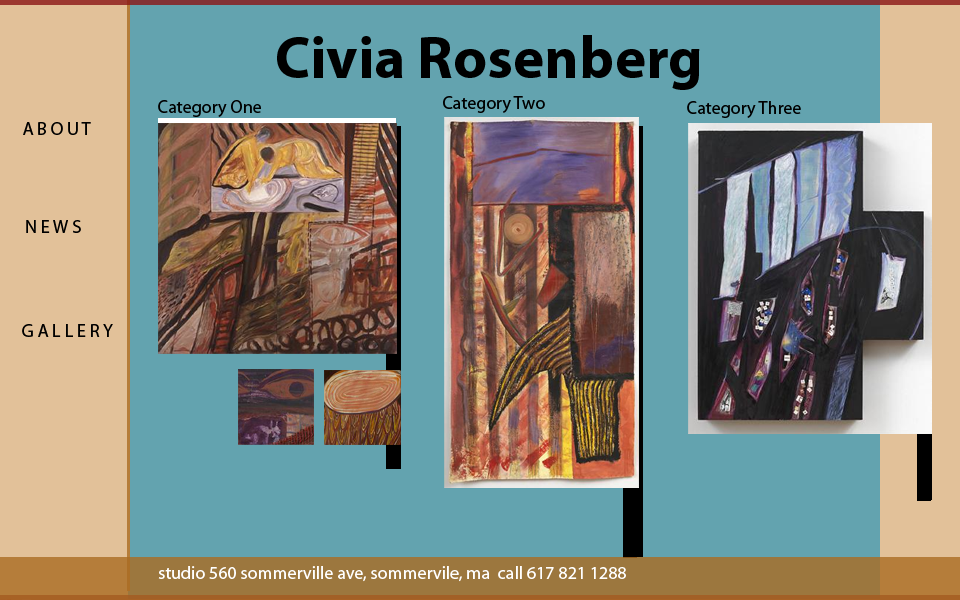 Civia Rosenberg
Category One
Category Two
Category Three
ABOUT
NEWS
GALLERY
studio 560 sommerville ave, sommervile, ma  call 617 821 1288